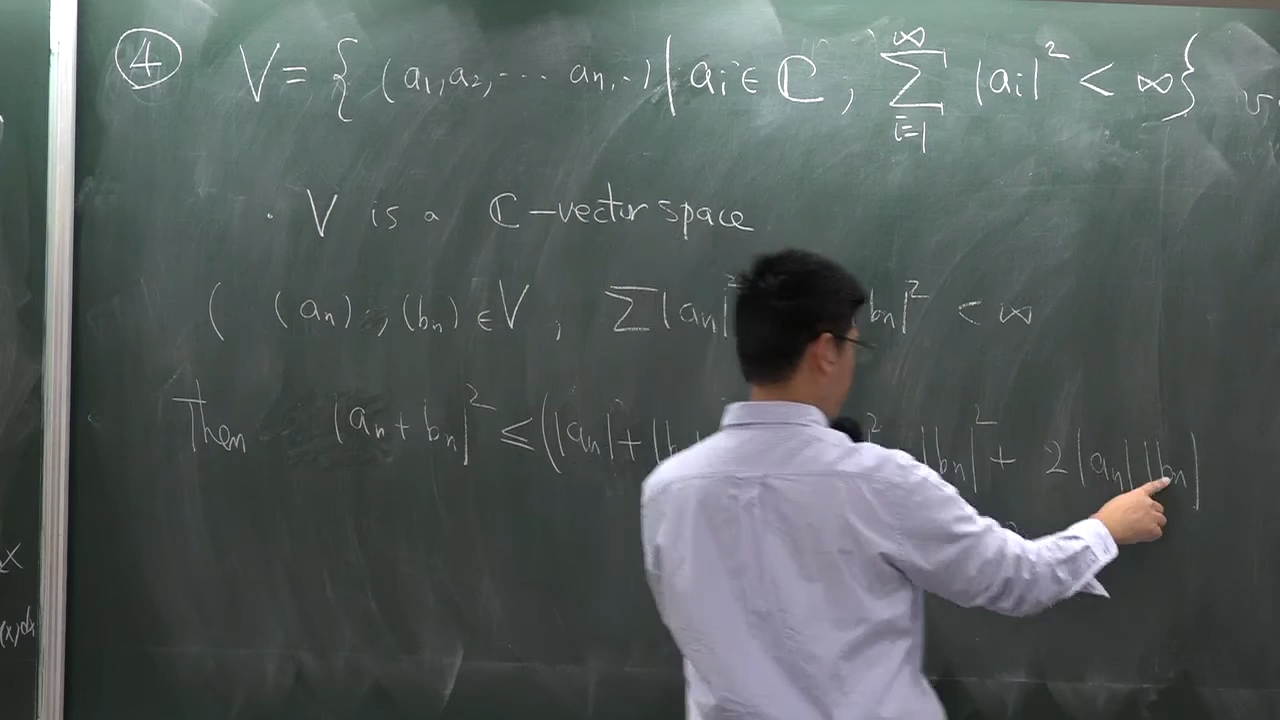 ④ V = { (a₁, a₂, ⋯ aₙ, ..) | aᵢ ∈ ℂ , ∑_{i=1}^{∞} |aᵢ|² < ∞ }
· V is a ℂ-vector space
( (aₙ), (bₙ) ∈ V , ∑ |aₙ|² bₙ|² < ∞
Then |aₙ + bₙ|² ≤ (|aₙ| + |b ² |bₙ|² + 2 |aₙ| |bₙ|